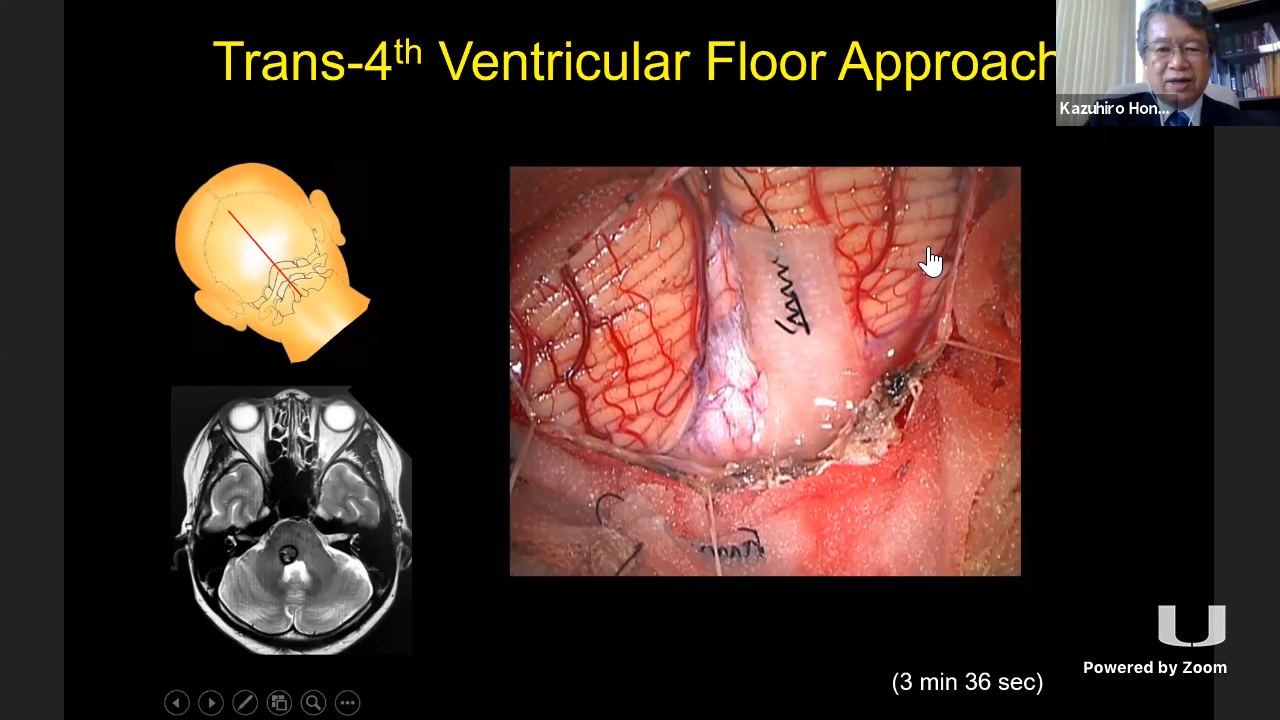 Trans-4th Ventricular Floor Approach
Kazuhiro Hon...
U
Powered by Zoom
(3 min 36 sec)